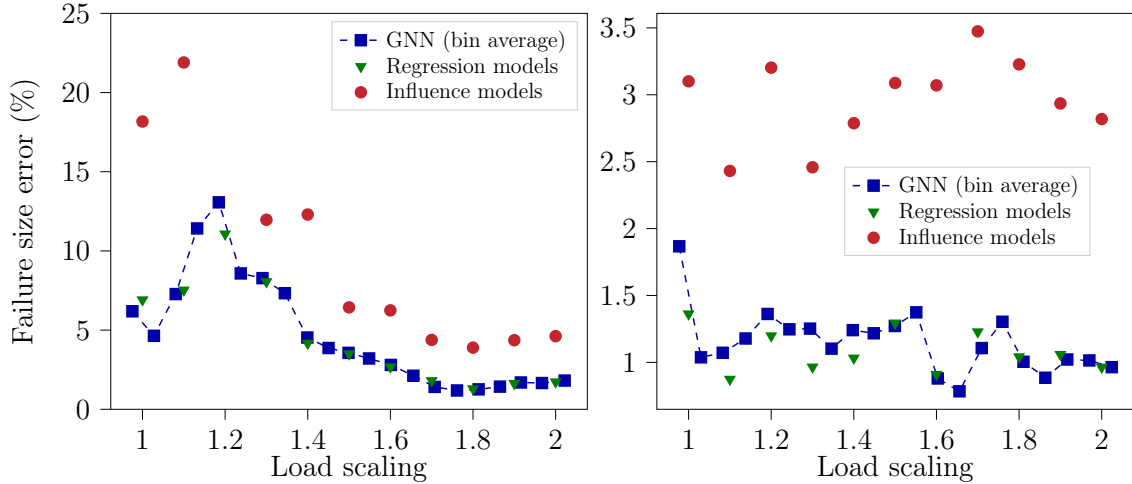 25
20
15
10
5
0
1
1.2
1.4
1.6
1.8
2
Load scaling
Failure size error (%)
GNN (bin average)
Regression models
Influence models
3.5
3
2.5
2
1.5
1
1
1.2
1.4
1.6
1.8
2
Load scaling
GNN (bin average)
Regression models
Influence models